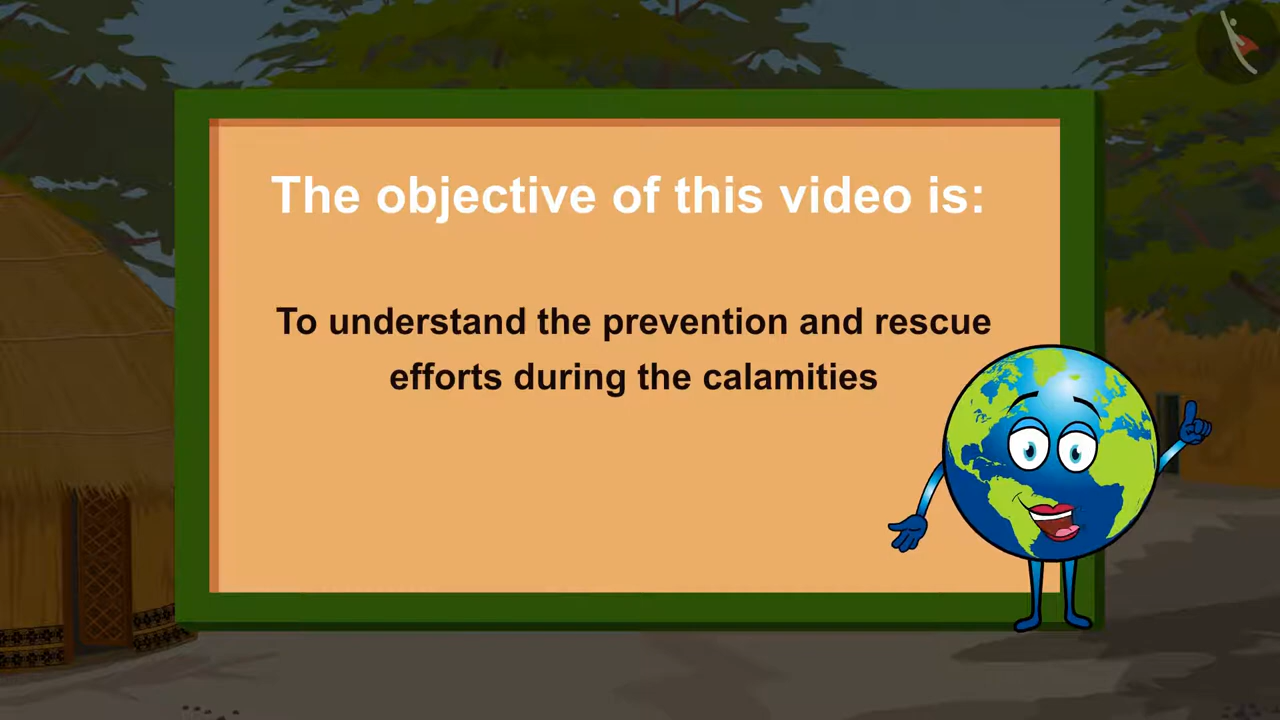 The objective of this video is:
To understand the prevention and rescue
efforts during the calamities